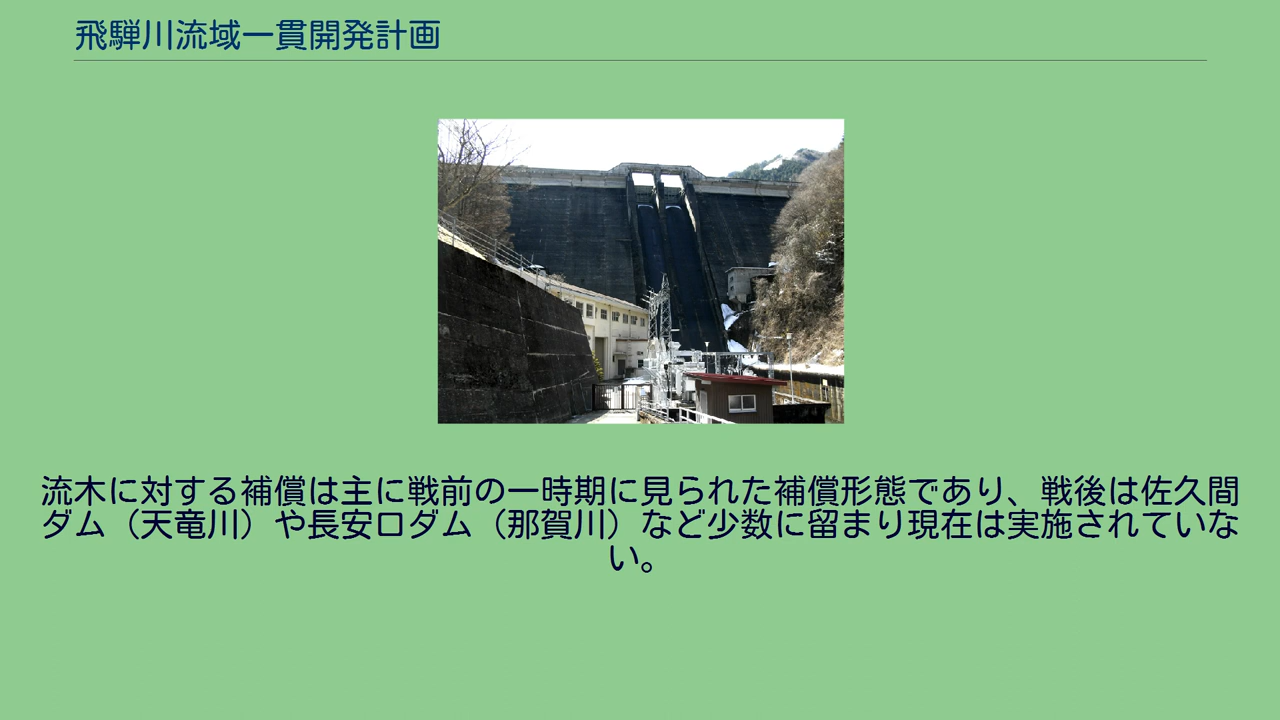 飛騨川流域一貫開発計画
流木に対する補償は主に戦前の一時期に見られた補償形態であり、戦後は佐久間
ダム（天竜川）や長安口ダム（那賀川）など少数に留まり現在は実施されていな
い。